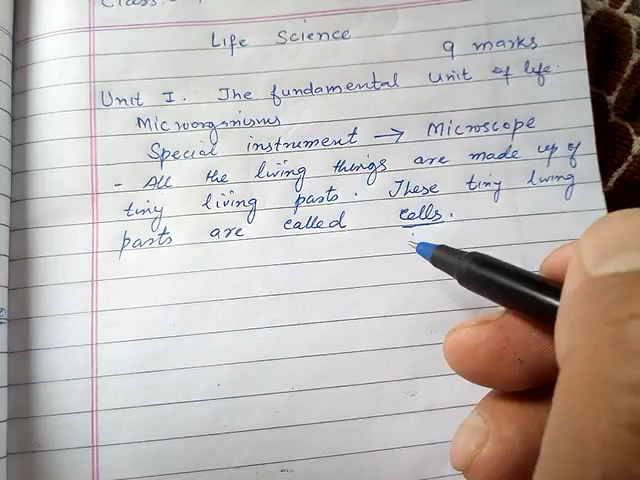 Class:-
Life Science
9 marks
Unit I. The fundamental unit of life.
Microorganisms
Special instrument → Microscope
- All the living things are made up of
tiny living parts. These tiny living
parts are called cells.